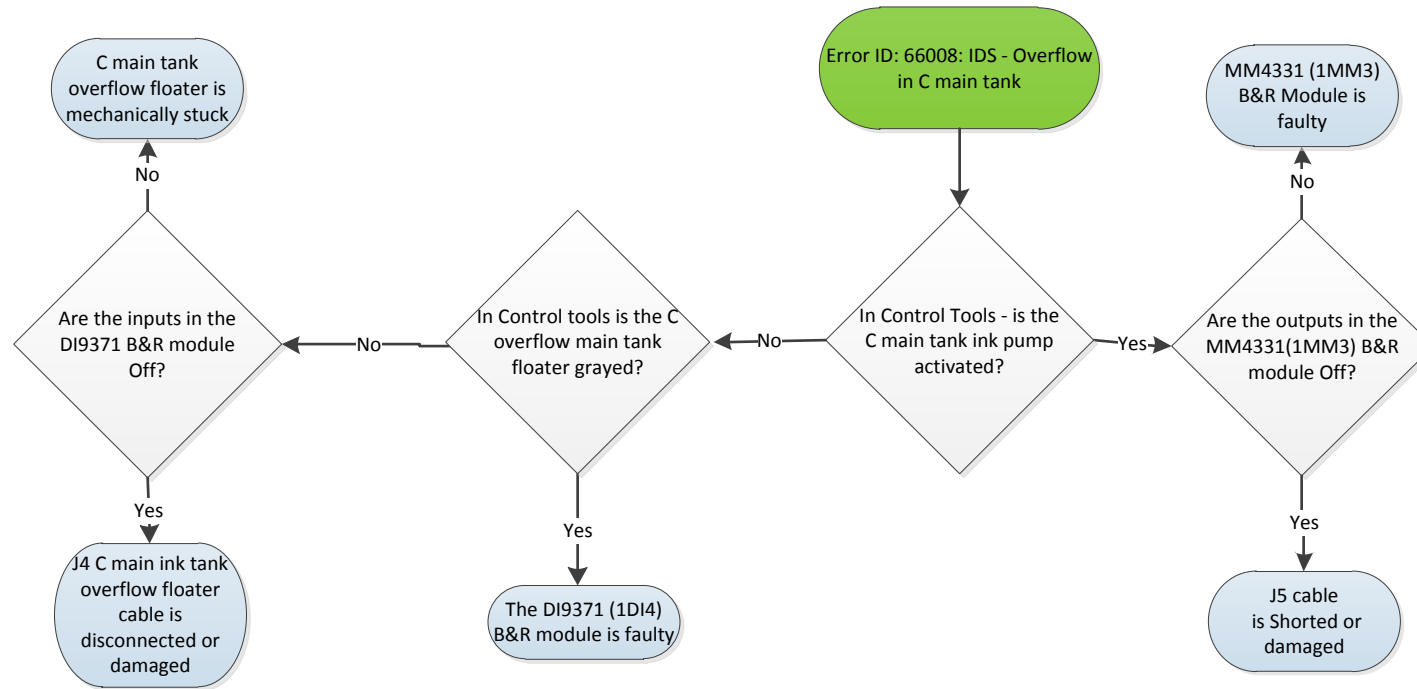 C main tank
overflow floater is
mechanically stuck
Error ID: 66008: IDS - Overflow
in C main tank
MM4331 (1MM3)
B&R Module is
faulty
No
No
Are the inputs in the
DI9371 B&R module
Off?
No
In Control tools is the C
overflow main tank
floater grayed?
No
In Control Tools - is the
C main tank ink pump
activated?
Yes
Are the outputs in the
MM4331(1MM3) B&R
module Off?
Yes
Yes
Yes
J4 C main ink tank
overflow floater
cable is
disconnected or
damaged
The DI9371 (1DI4)
B&R module is faulty
J5 cable
is Shorted or
damaged